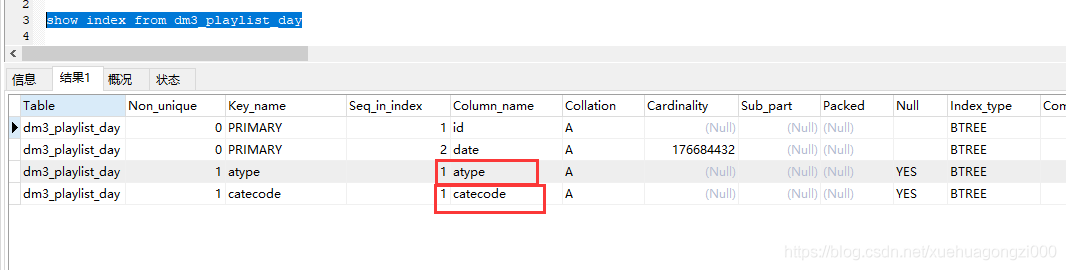 2
3 show index from dm3_playlist_day
4
信息 结果1 概况 状态
Table Non_unique Key_name Seq_in_index Column_name Collation Cardinality Sub_part Packed Null Index_type Com
dm3_playlist_day 0 PRIMARY 1 id A (Null) (Null) (Null) BTREE
dm3_playlist_day 0 PRIMARY 2 date A 176684432 (Null) (Null) BTREE
dm3_playlist_day 1 atype 1 atype A (Null) (Null) (Null) YES BTREE
dm3_playlist_day 1 catecode 1 catecode A (Null) (Null) (Null) YES BTREE
https://blog.csdn.net/xuehuagongzi000